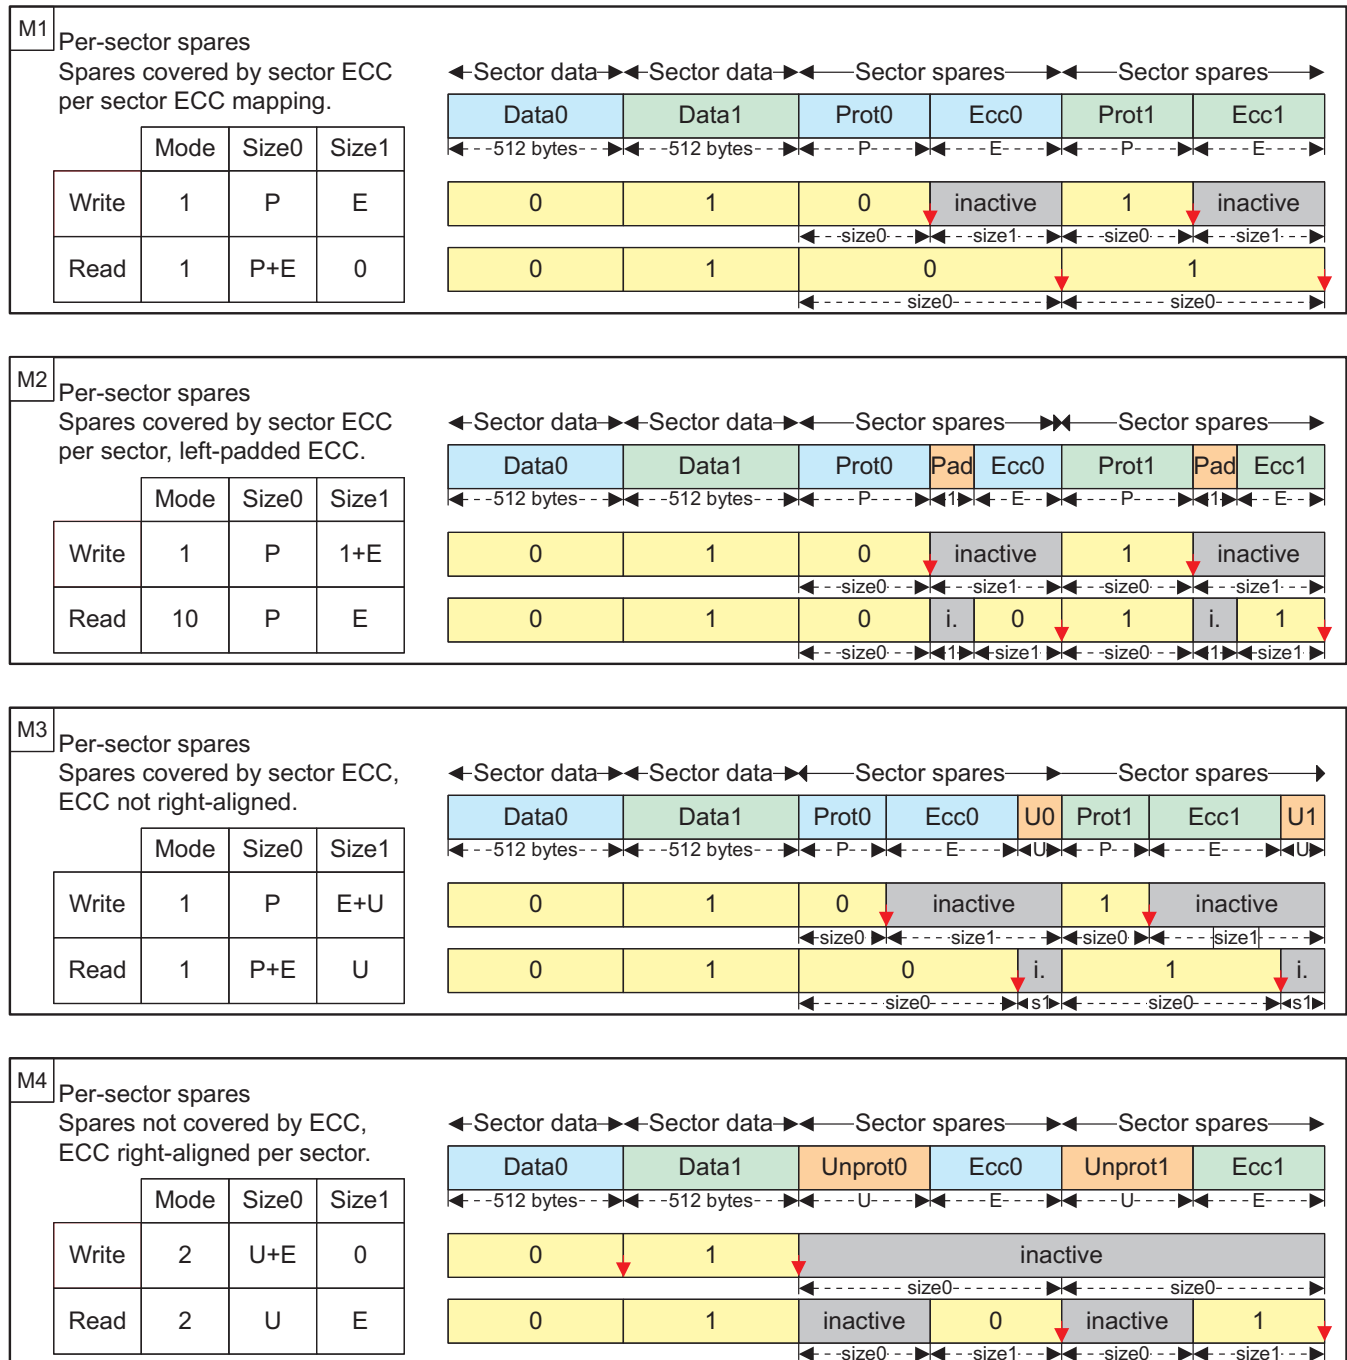 M1
Per-sector spares
Spares covered by sector ECC
per sector ECC mapping.
Mode Size0 Size1
Write 1 P E
Read 1 P+E 0
Sector data Sector data Sector spares Sector spares
Data0 Data1 Prot0 Ecc0 Prot1 Ecc1
512 bytes 512 bytes P E P E
0 1 0 inactive 1 inactive
size0 size1 size0 size1
0 1 0 1
size0 size0
M2
Per-sector spares
Spares covered by sector ECC
per sector, left-padded ECC.
Mode Size0 Size1
Write 1 P 1+E
Read 10 P E
Sector data Sector data Sector spares Sector spares
Data0 Data1 Prot0 Pad Ecc0 Prot1 Pad Ecc1
512 bytes 512 bytes P 1 E P 1 E
0 1 0 inactive 1 inactive
size0 size1 size0 size1
0 1 0 i. 0 1 i. 1
size0 1 size1 size0 1 size1
M3
Per-sector spares
Spares covered by sector ECC,
ECC not right-aligned.
Mode Size0 Size1
Write 1 P E+U
Read 1 P+E U
Sector data Sector data Sector spares Sector spares
Data0 Data1 Prot0 Ecc0 U0 Prot1 Ecc1 U1
512 bytes 512 bytes P E U P E U
0 1 0 inactive 1 inactive
size0 size1 size0 size1
0 1 0 i. 1 i.
size0 s1 size0 s1
M4
Per-sector spares
Spares not covered by ECC,
ECC right-aligned per sector.
Mode Size0 Size1
Write 2 U+E 0
Read 2 U E
Sector data Sector data Sector spares Sector spares
Data0 Data1 Unprot0 Ecc0 Unprot1 Ecc1
512 bytes 512 bytes U E U E
0 1 inactive
size0 size0
0 1 inactive 0 inactive 1
size0 size1 size0 size1